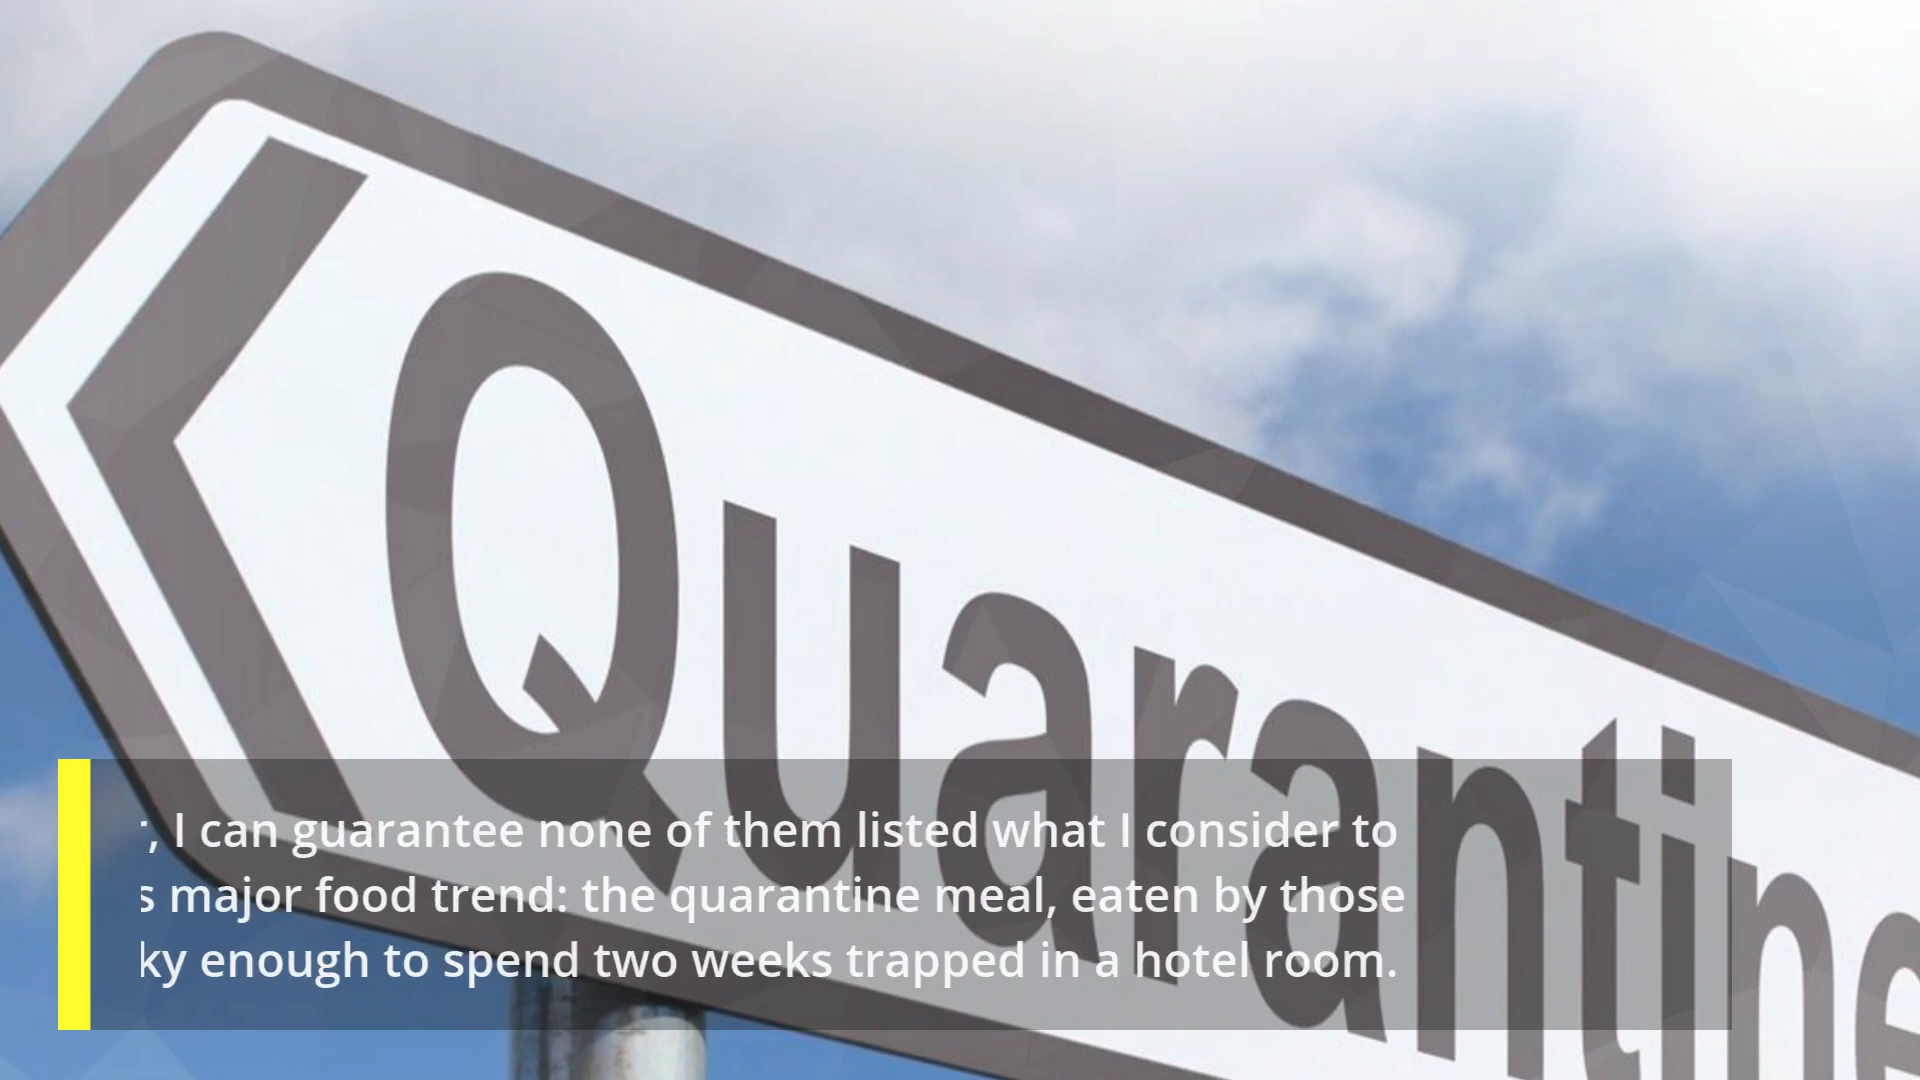 Quarantine
, I can guarantee none of them listed what I consider to
s major food trend: the quarantine meal, eaten by those
ky enough to spend two weeks trapped in a hotel room.